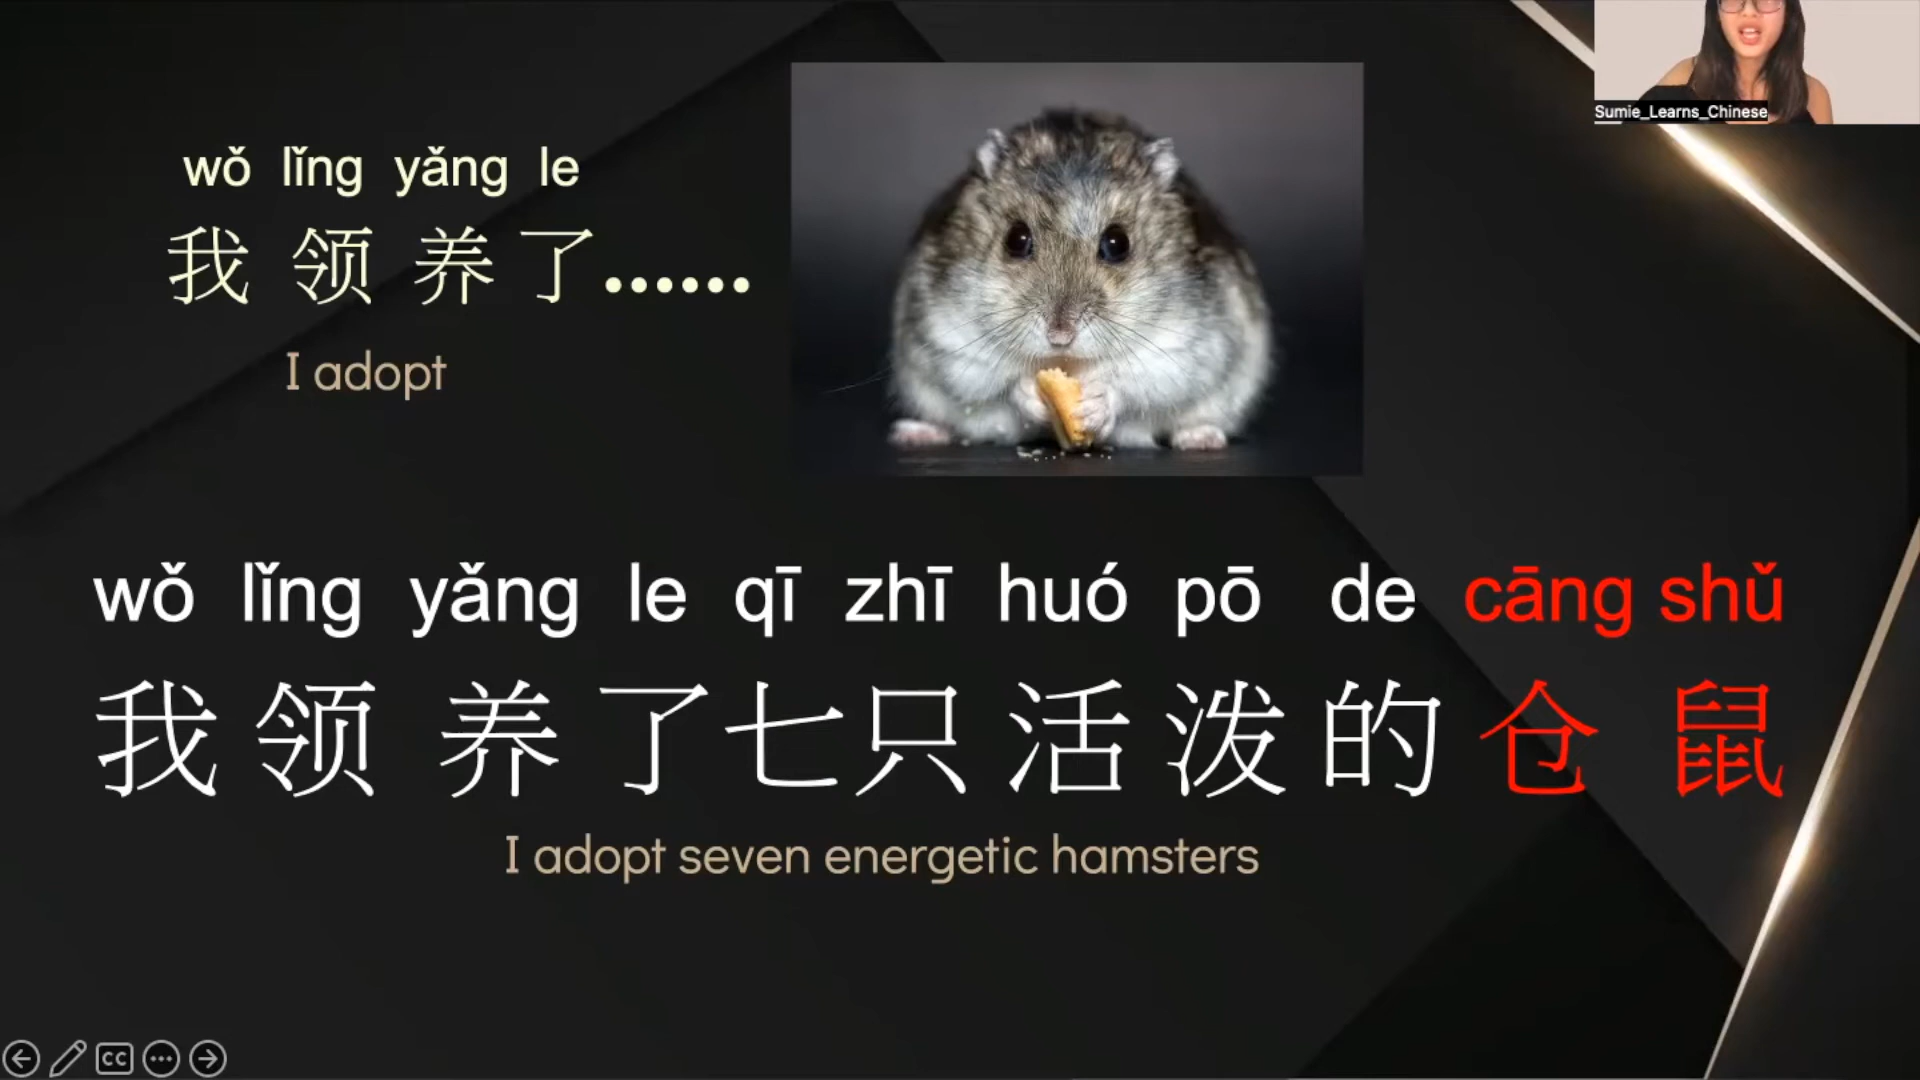 Sumie_Learns_Chinese
wǒ lǐng yǎng le
我 领 养 了......
I adopt
wǒ lǐng yǎng le qī zhī huó pō de cāng shǔ
我 领 养 了 七 只 活 泼 的 仓 鼠
I adopt seven energetic hamsters
CC